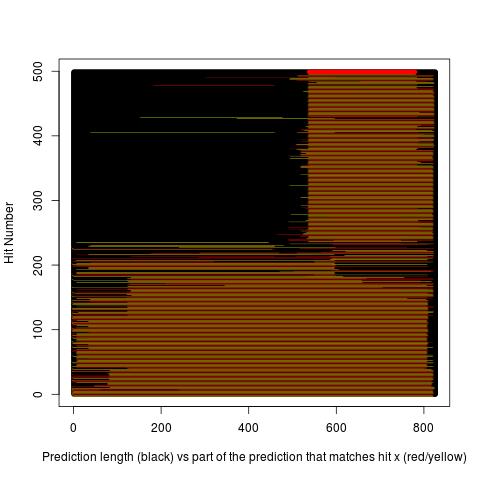 500
400
300
200
100
0
Hit Number
0 200 400 600 800
Prediction length (black) vs part of the prediction that matches hit x (red/yellow)